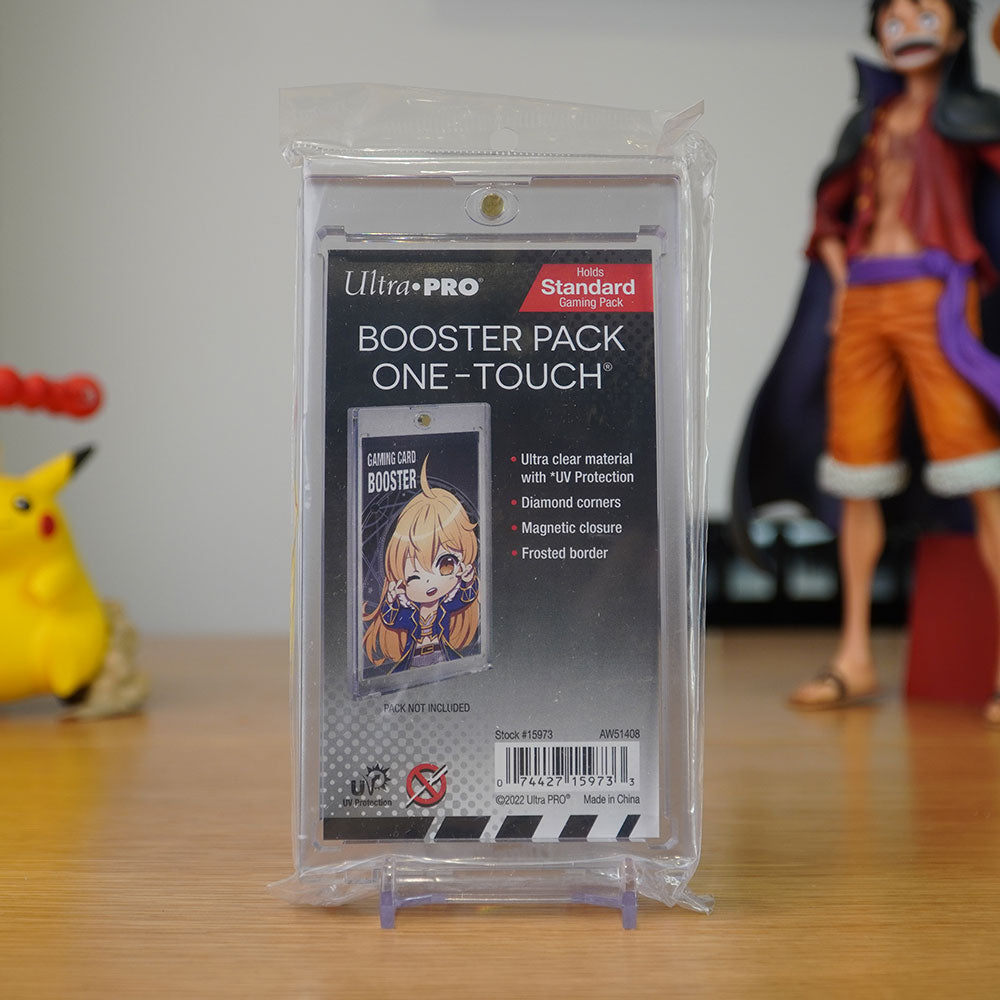 Ultra•PRO®
Holds
Standard
Gaming Pack
BOOSTER PACK
ONE-TOUCH®
GAMING CARD
BOOSTER
• Ultra clear material
with *UV Protection
• Diamond corners
• Magnetic closure
• Frosted border
PACK NOT INCLUDED
Stock #15973 AW51408
0 74427 15973 3
UV
UV Protection
©2022 Ultra PRO® Made in China